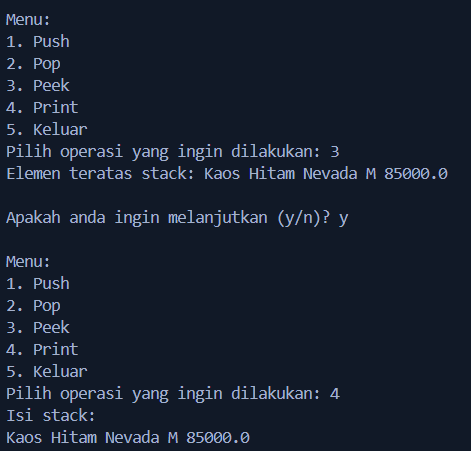 Menu:
1. Push
2. Pop
3. Peek
4. Print
5. Keluar
Pilih operasi yang ingin dilakukan: 3
Elemen teratas stack: Kaos Hitam Nevada M 85000.0
Apakah anda ingin melanjutkan (y/n)? y
Menu:
1. Push
2. Pop
3. Peek
4. Print
5. Keluar
Pilih operasi yang ingin dilakukan: 4
Isi stack:
Kaos Hitam Nevada M 85000.0